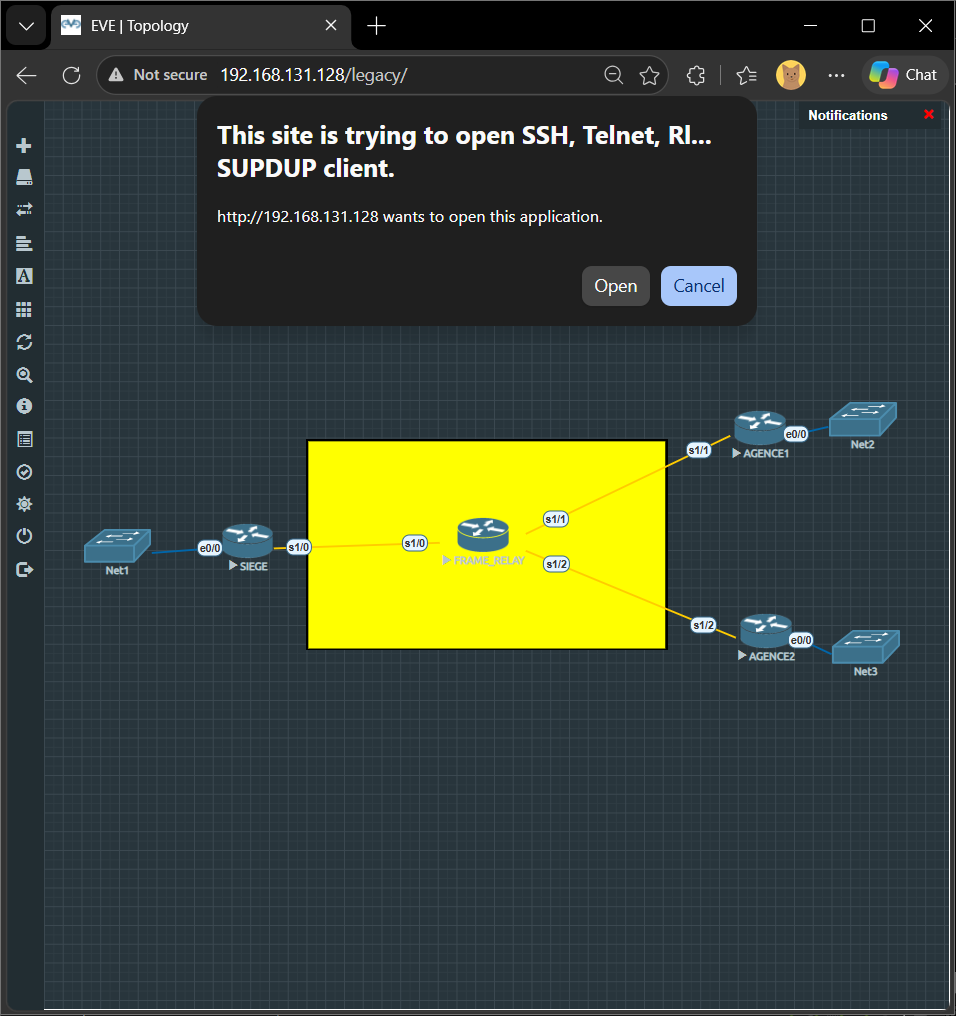 EVE | Topology
Not secure 192.168.131.128/legacy/
Chat
Notifications
This site is trying to open SSH, Telnet, Rl...
SUPDUP client.
http://192.168.131.128 wants to open this application.
Open Cancel
A
s1/1
AGENCE1
e0/0
Net2
Net1
e0/0
SIEGE
s1/0
s1/0
FRAME_RELAY
s1/1
s1/2
s1/2
AGENCE2
e0/0
Net3